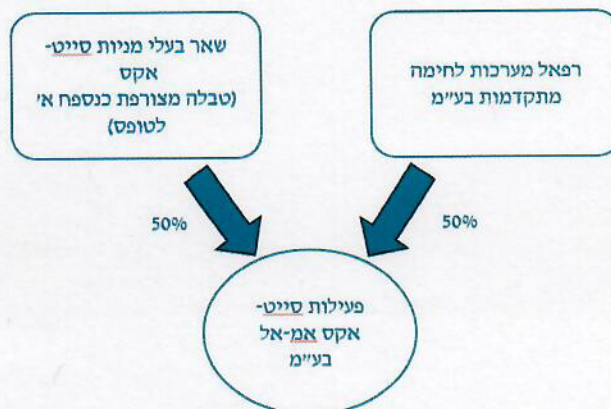 רפאל מערכות לחימה
מתקדמות בע״מ
שאר בעלי מניות סייט-
אקס
(טבלה מצורפת כנספח א׳
לטופס)
50%
50%
פעילות סייט-
אקס אמ-אל
בע״מ